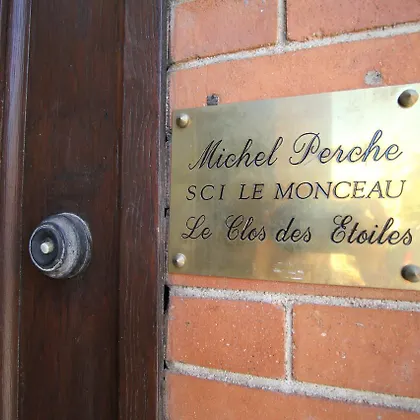 Michel Perche
SCI LE MONCEAU
Le Clos des Etoiles